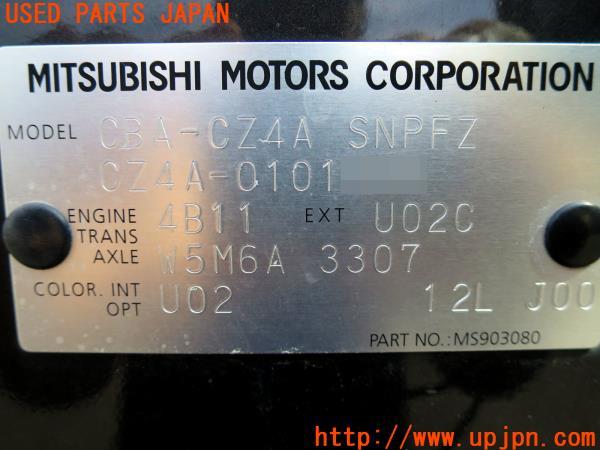 USED PARTS JAPAN
MITSUBISHI MOTORS CORPORATION
MODEL CBA-CZ4A SNPFZ
CZ4A-0101
ENGINE 4B11 EXT U02C
TRANS
AXLE W5M6A 3307
COLOR. INT U02 12L J00
OPT
PART NO.:MS903080
UPJ
http://www.upjpn.com/